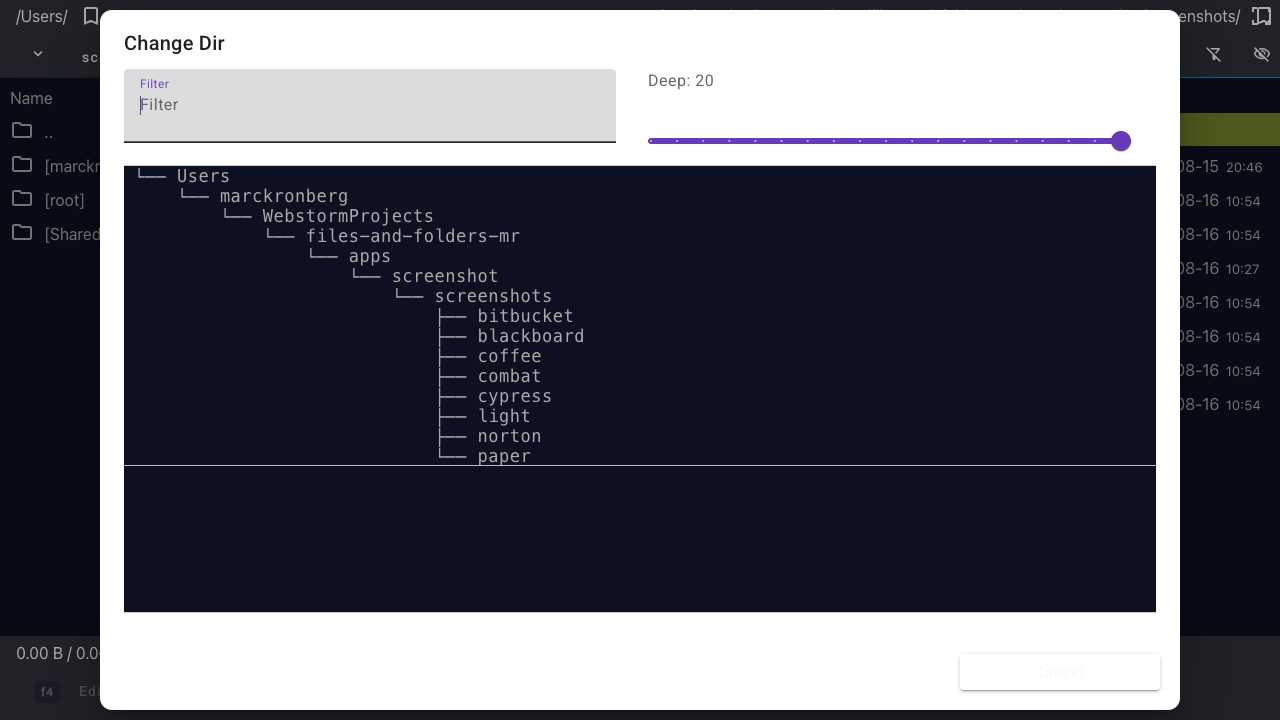 /Users/
enshots/
Change Dir
Filter
Filter
Deep: 20
sc
Name
..
[markr
[root]
[Shared
└── Users
└── marckronberg
└── WebstormProjects
└── files-and-folders-mr
└── apps
└── screenshot
└── screenshots
├── bitbucket
├── blackboard
├── coffee
├── combat
├── cypress
├── light
├── norton
└── paper
08-15 20:46
08-16 10:54
08-16 10:54
08-16 10:27
08-16 10:54
08-16 10:54
08-16 10:54
08-16 10:54
0.00 B / 0.0
f4 Edi
Cancel